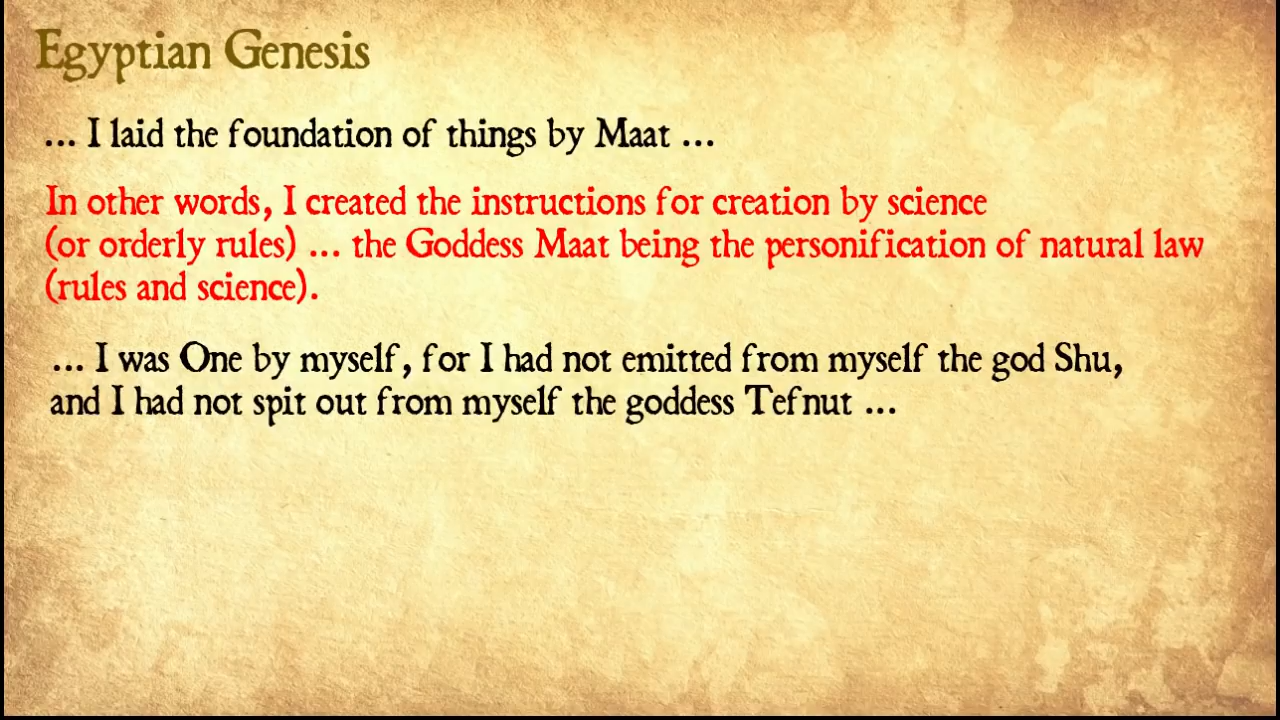 Egyptian Genesis
... I laid the foundation of things by Maat ...
In other words, I created the instructions for creation by science
(or orderly rules) ... the Goddess Maat being the personification of natural law
(rules and science).
... I was One by myself, for I had not emitted from myself the god Shu,
and I had not spit out from myself the goddess Tefnut ...